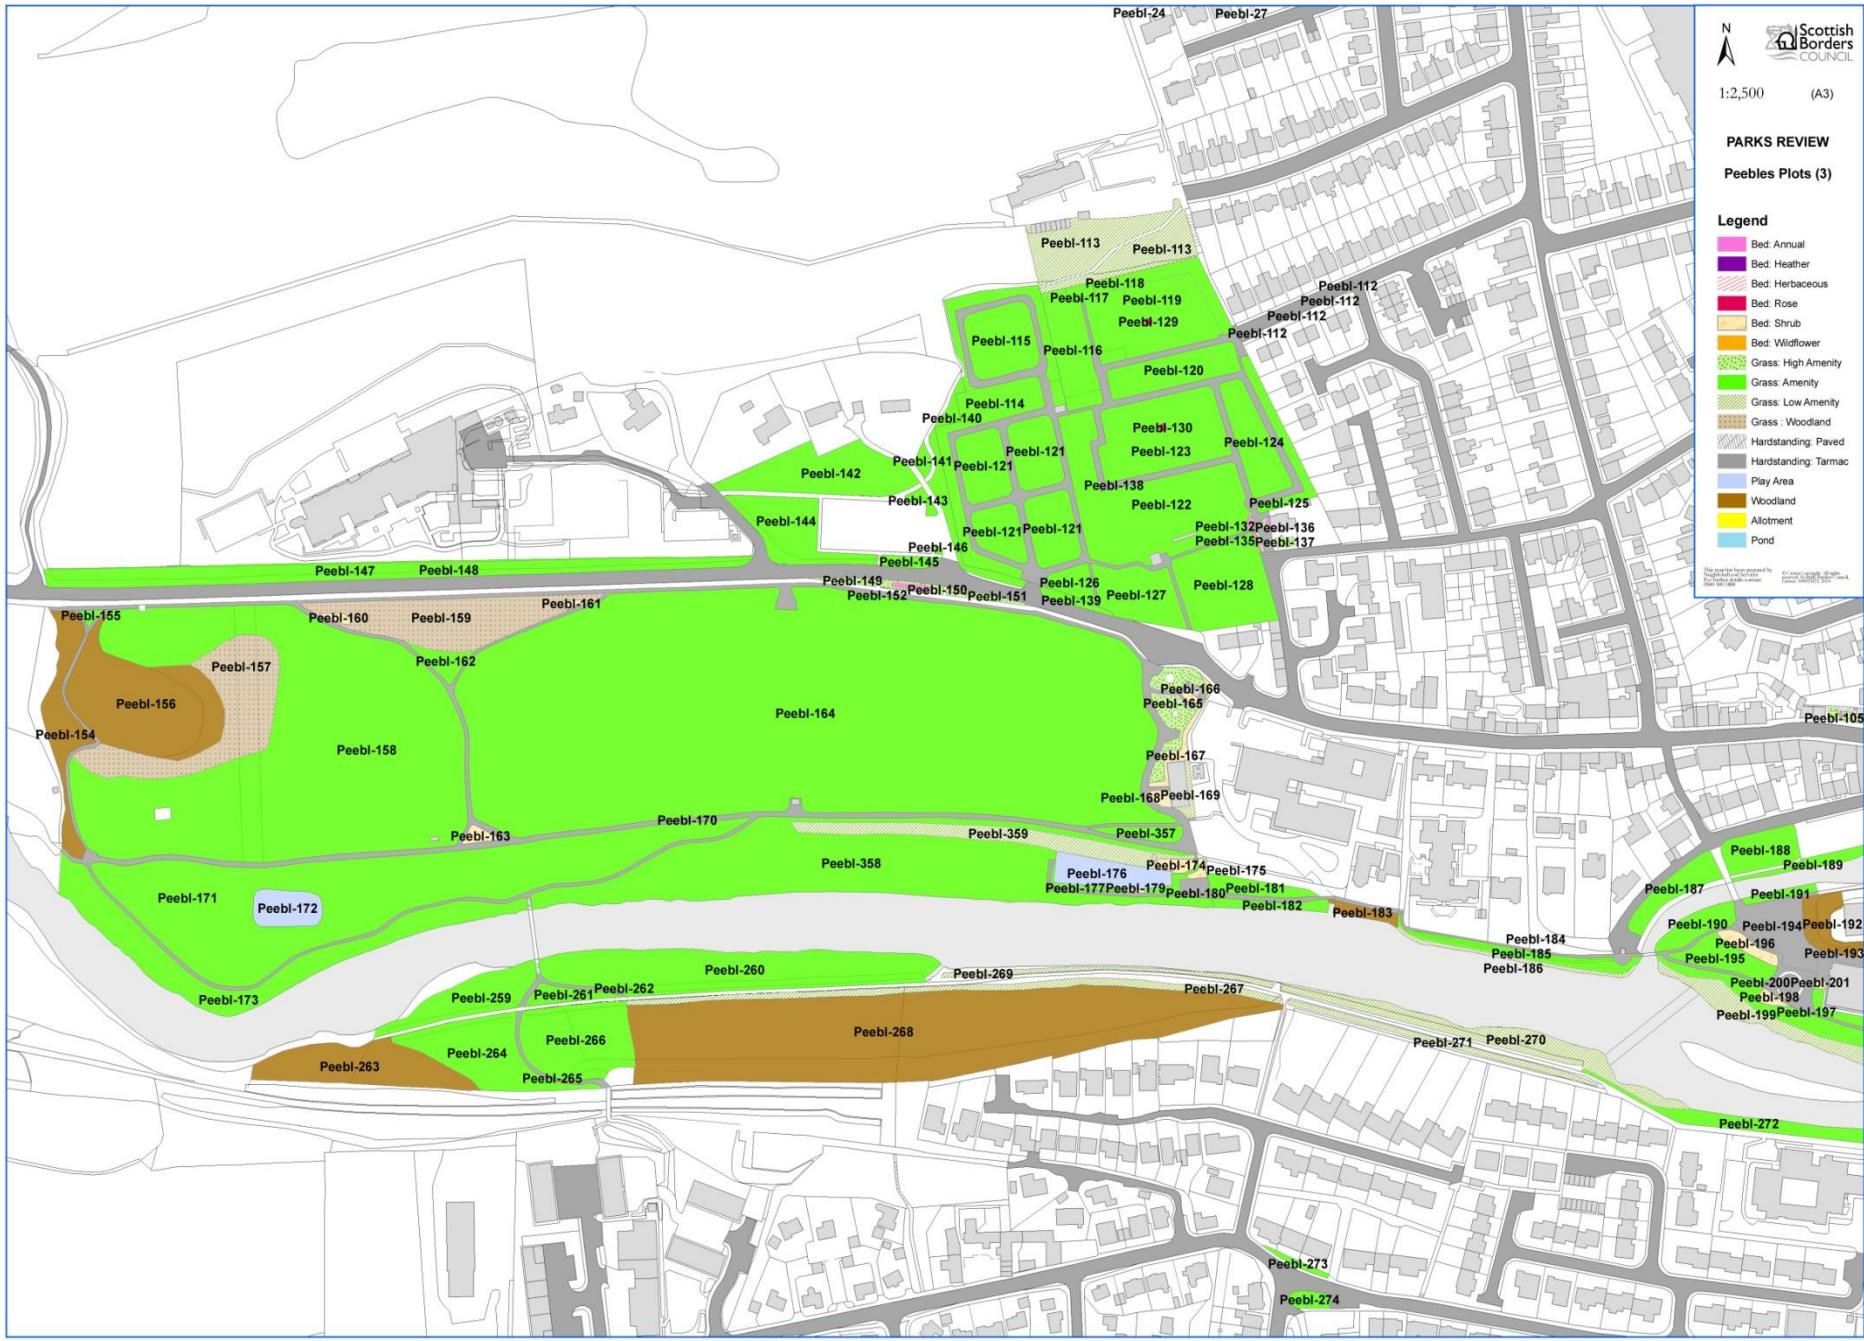 Peebl-24
Peebl-27
N
Scottish
Borders
COUNCIL
1:2,500
(A3)
PARKS REVIEW
Peebles Plots (3)
Legend
Bed: Annual
Bed: Heather
Bed: Herbaceous
Bed: Rose
Bed: Shrub
Bed: Wildflower
Grass: High Amenity
Grass: Amenity
Grass: Low Amenity
Grass : Woodland
Hardstanding: Paved
Hardstanding: Tarmac
Play Area
Woodland
Allotment
Pond
Peebl-113
Peebl-113
Peebl-118
Peebl-117
Peebl-119
Peebl-129
Peebl-112
Peebl-112
Peebl-112
Peebl-112
Peebl-115
Peebl-116
Peebl-120
Peebl-114
Peebl-140
Peebl-130
Peebl-124
Peebl-121
Peebl-123
Peebl-141
Peebl-121
Peebl-142
Peebl-138
Peebl-143
Peebl-122
Peebl-125
Peebl-144
Peebl-121
Peebl-121
Peebl-132
Peebl-136
Peebl-135
Peebl-137
Peebl-146
Peebl-145
Peebl-147
Peebl-148
Peebl-149
Peebl-150
Peebl-152
Peebl-151
Peebl-126
Peebl-139
Peebl-127
Peebl-128
Peebl-155
Peebl-160
Peebl-159
Peebl-161
Peebl-157
Peebl-162
Peebl-156
Peebl-154
Peebl-158
Peebl-164
Peebl-166
Peebl-165
Peebl-105
Peebl-167
Peebl-168
Peebl-169
Peebl-170
Peebl-163
Peebl-359
Peebl-357
Peebl-358
Peebl-174
Peebl-175
Peebl-176
Peebl-177
Peebl-179
Peebl-180
Peebl-181
Peebl-182
Peebl-183
Peebl-171
Peebl-172
Peebl-173
Peebl-188
Peebl-189
Peebl-187
Peebl-191
Peebl-190
Peebl-194
Peebl-192
Peebl-196
Peebl-193
Peebl-195
Peebl-184
Peebl-185
Peebl-186
Peebl-200
Peebl-201
Peebl-198
Peebl-199
Peebl-197
Peebl-260
Peebl-269
Peebl-262
Peebl-261
Peebl-259
Peebl-267
Peebl-268
Peebl-266
Peebl-264
Peebl-263
Peebl-265
Peebl-270
Peebl-271
Peebl-272
Peebl-273
Peebl-274